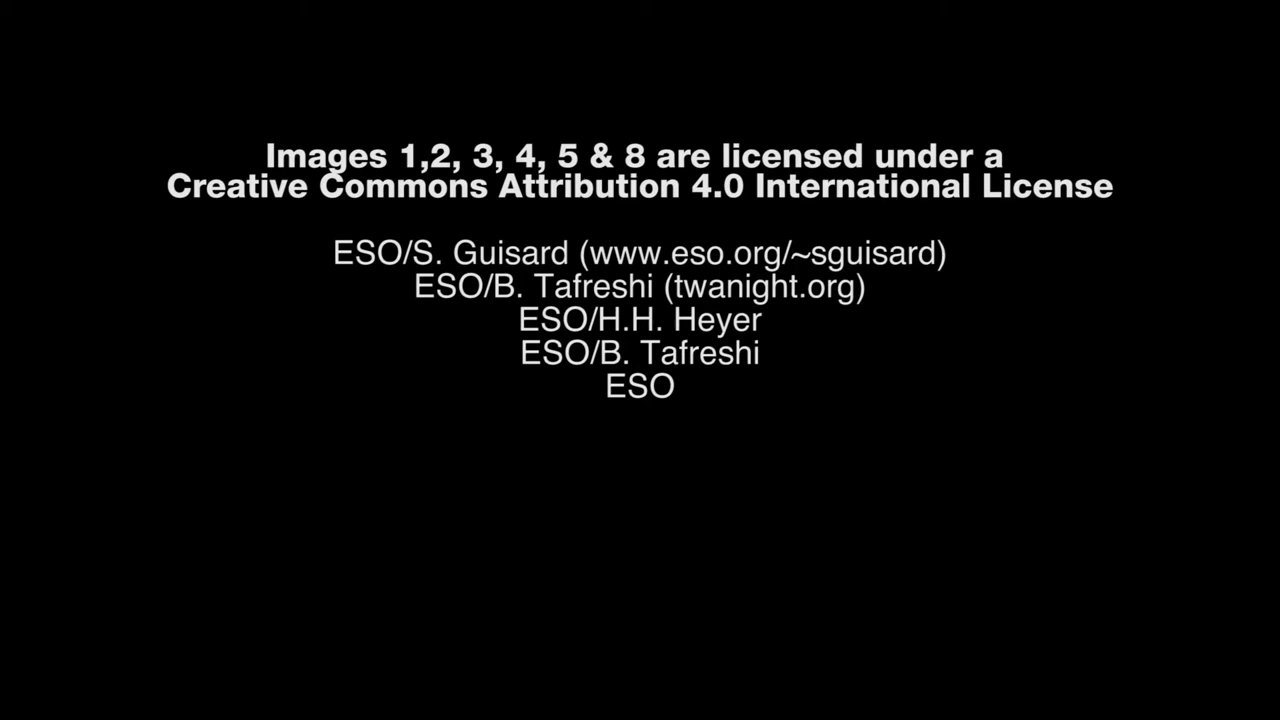 Images 1,2, 3, 4, 5 & 8 are licensed under a
Creative Commons Attribution 4.0 International License
ESO/S. Guisard (www.eso.org/~sguisard)
ESO/B. Tafreshi (twanight.org)
ESO/H.H. Heyer
ESO/B. Tafreshi
ESO